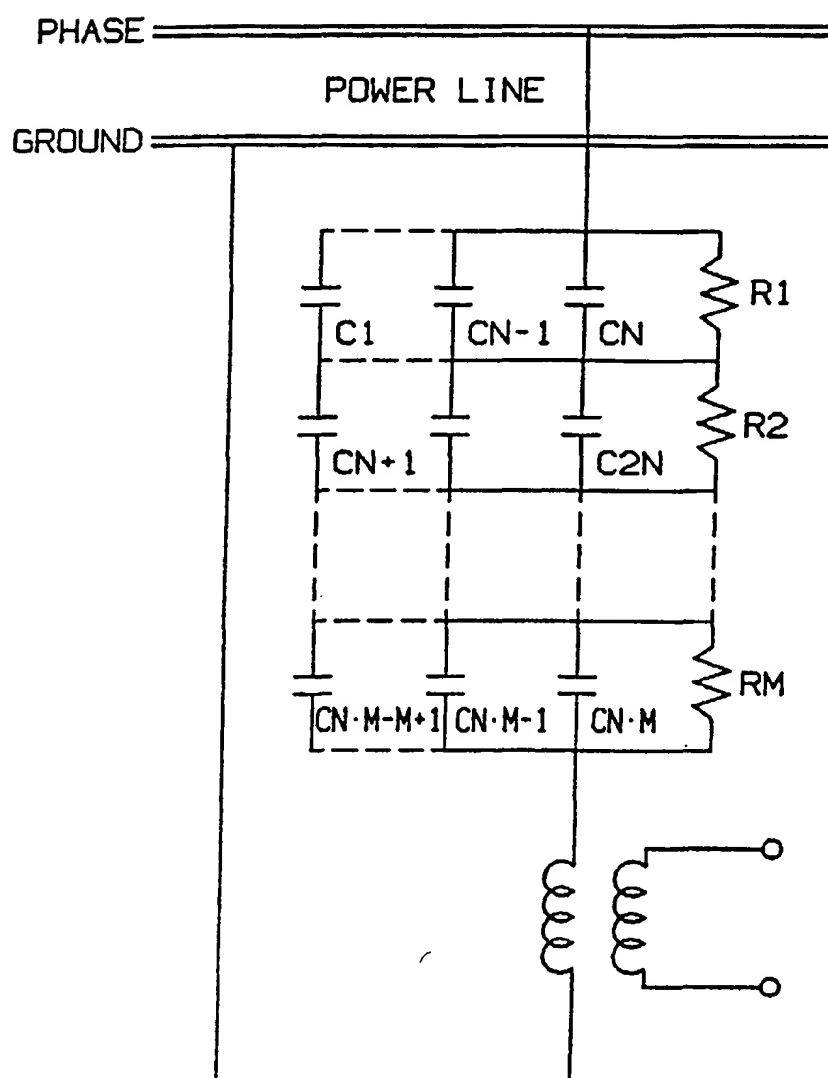 PHASE
POWER LINE
GROUND
R1
C1 CN-1 CN
R2
CN+1 C2N
RM
CN·M-M+1 CN·M-1 CN·M